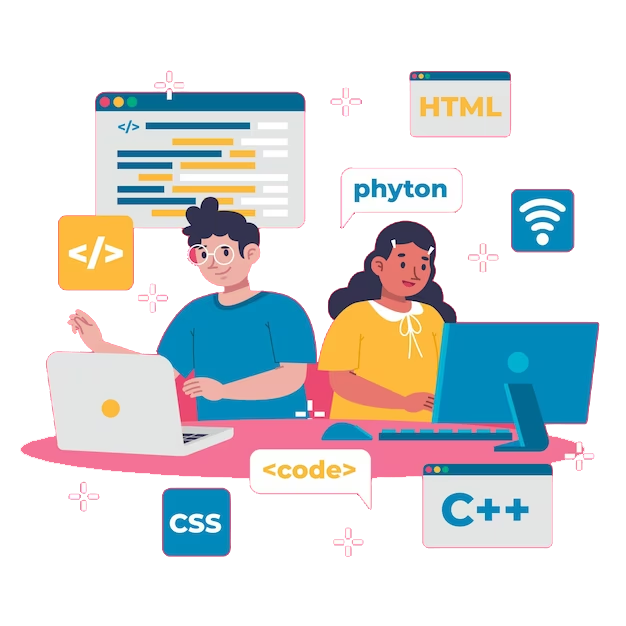 HTML
</>
phyton
</>
<code>
C++
CSS